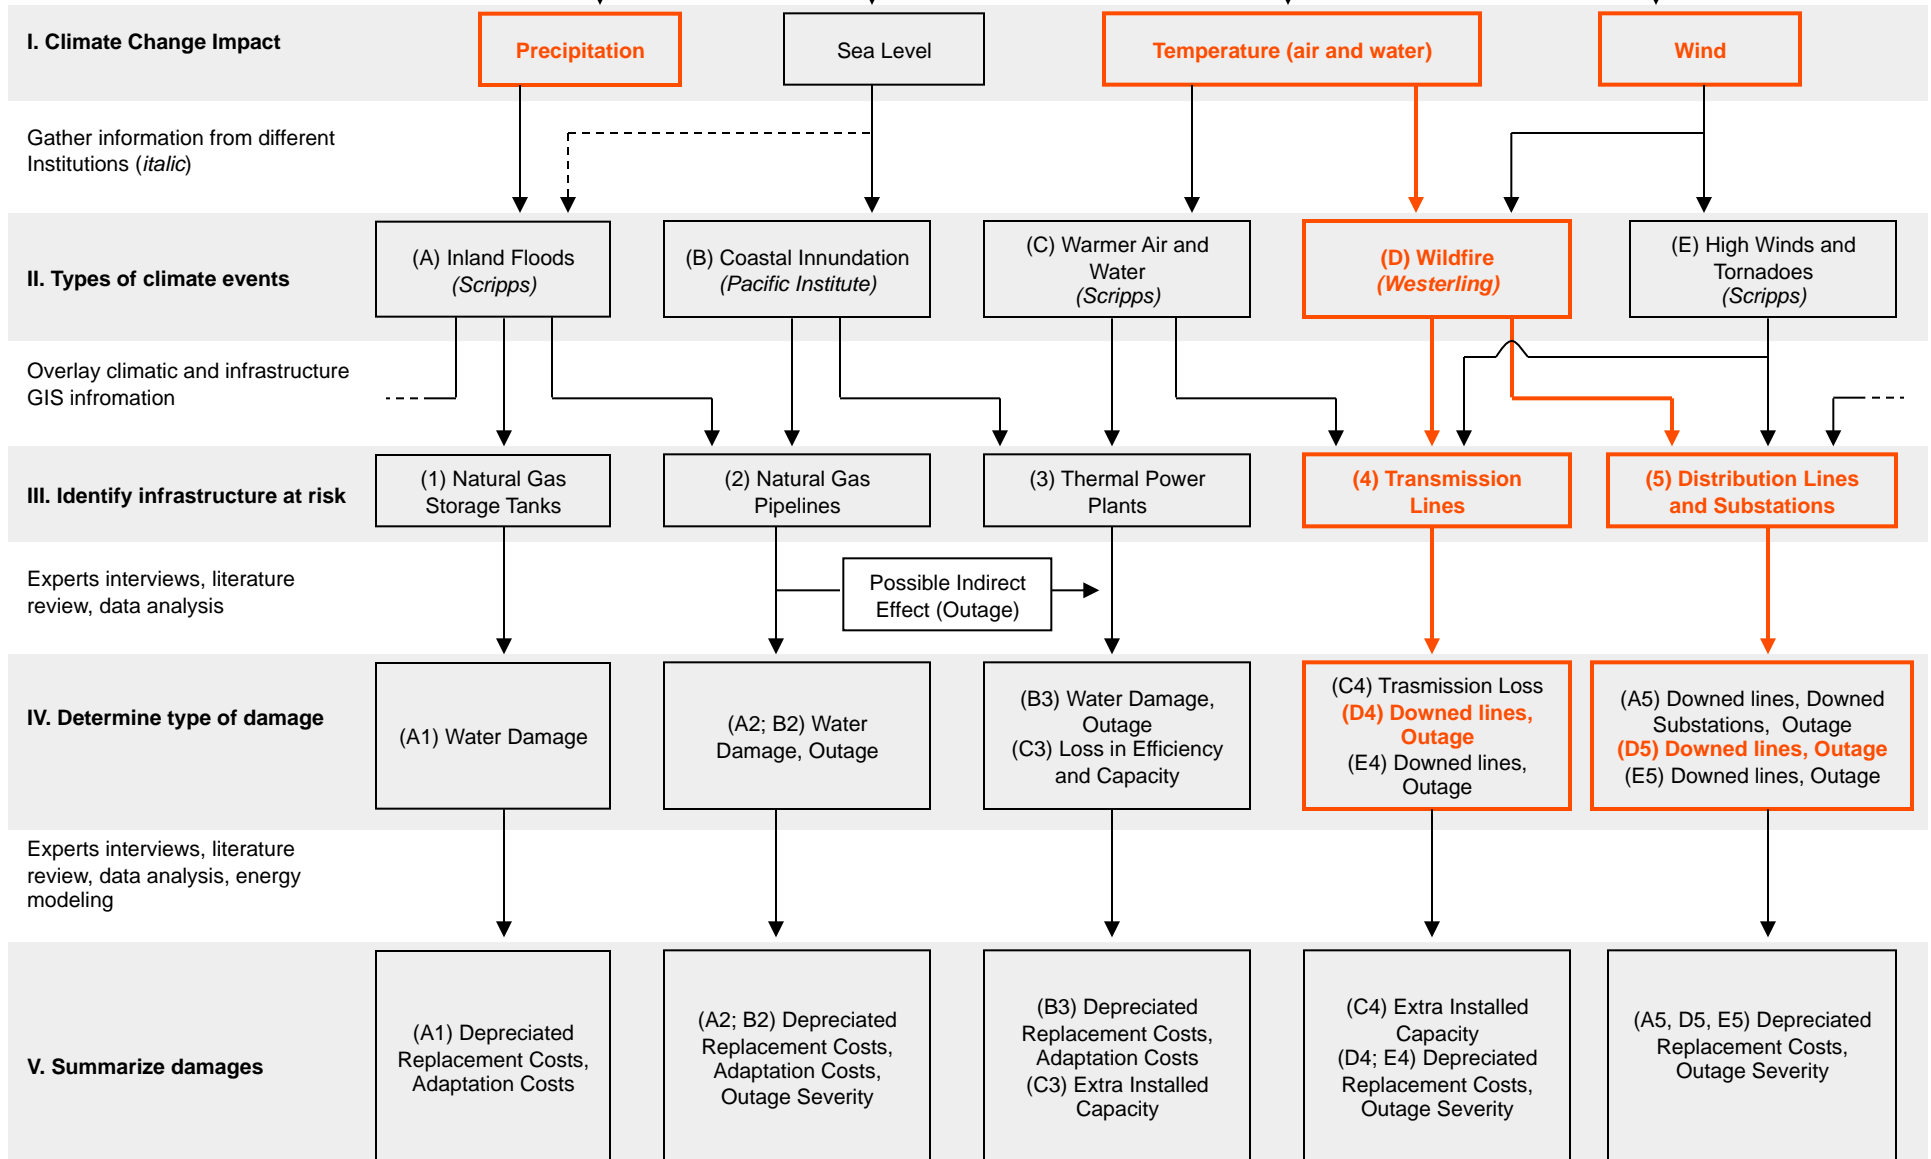 I. Climate Change Impact
Precipitation
Sea Level
Temperature (air and water)
Wind
Gather information from different
Institutions (italic)
II. Types of climate events
(A) Inland Floods
(Scripps)
(B) Coastal Innundation
(Pacific Institute)
(C) Warmer Air and
Water
(Scripps)
(D) Wildfire
(Westerling)
(E) High Winds and
Tornadoes
(Scripps)
Overlay climatic and infrastructure
GIS infromation
III. Identify infrastructure at risk
(1) Natural Gas
Storage Tanks
(2) Natural Gas
Pipelines
(3) Thermal Power
Plants
(4) Transmission
Lines
(5) Distribution Lines
and Substations
Experts interviews, literature
review, data analysis
Possible Indirect
Effect (Outage)
IV. Determine type of damage
(A1) Water Damage
(A2; B2) Water
Damage, Outage
(B3) Water Damage,
Outage
(C3) Loss in Efficiency
and Capacity
(C4) Trasmission Loss
(D4) Downed lines,
Outage
(E4) Downed lines,
Outage
(A5) Downed lines, Downed
Substations, Outage
(D5) Downed lines, Outage
(E5) Downed lines, Outage
Experts interviews, literature
review, data analysis, energy
modeling
V. Summarize damages
(A1) Depreciated
Replacement Costs,
Adaptation Costs
(A2; B2) Depreciated
Replacement Costs,
Adaptation Costs,
Outage Severity
(B3) Depreciated
Replacement Costs,
Adaptation Costs
(C3) Extra Installed
Capacity
(C4) Extra Installed
Capacity
(D4; E4) Depreciated
Replacement Costs,
Outage Severity
(A5, D5, E5) Depreciated
Replacement Costs,
Outage Severity